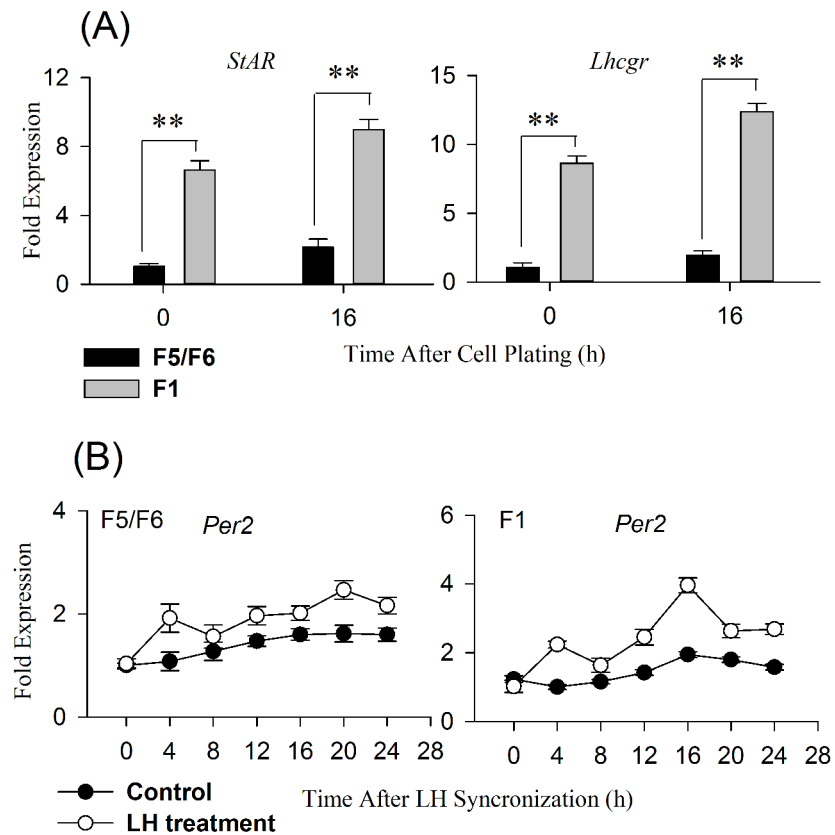 (A)
StAR
Lhcgr
**
**
**
**
Fold Expression
12
9
6
3
0
15
10
5
0
0
16
0
16
F5/F6
F1
Time After Cell Plating (h)
(B)
F5/F6
Per2
F1
Per2
Fold Expression
4
2
0
6
4
2
0
0 4 8 12 16 20 24 28
0 4 8 12 16 20 24 28
Control
LH treatment
Time After LH Syncronization (h)